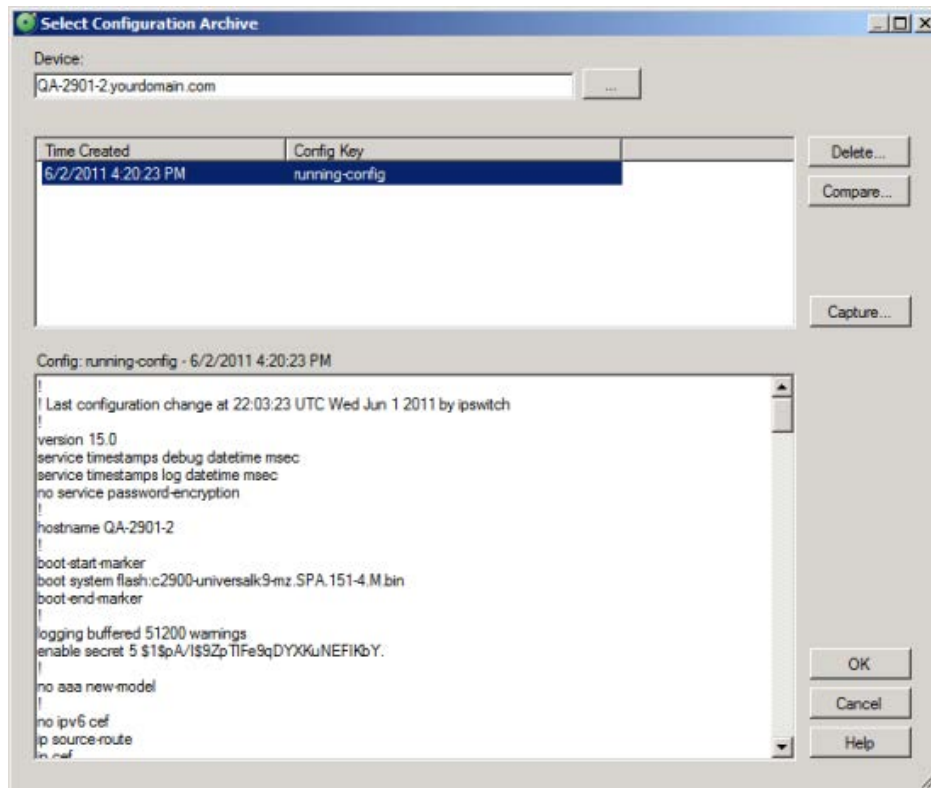 Select Configuration Archive
Device:
QA-2901-2.yourdomain.com
...
Time Created Config Key
6/2/2011 4:20:23 PM running-config
Delete...
Compare...
Capture...
Config: running-config - 6/2/2011 4:20:23 PM
!
! Last configuration change at 22:03:23 UTC Wed Jun 1 2011 by ipswitch
!
version 15.0
service timestamps debug datetime msec
service timestamps log datetime msec
no service password-encryption
!
hostname QA-2901-2
!
boot-start-marker
boot system flash:c2900-universalk9-mz.SPA.151-4.M.bin
boot-end-marker
!
logging buffered 51200 warnings
enable secret 5
!
no aaa new-model
!
no ipv6 cef
ip source-route
ip cef
OK
Cancel
Help